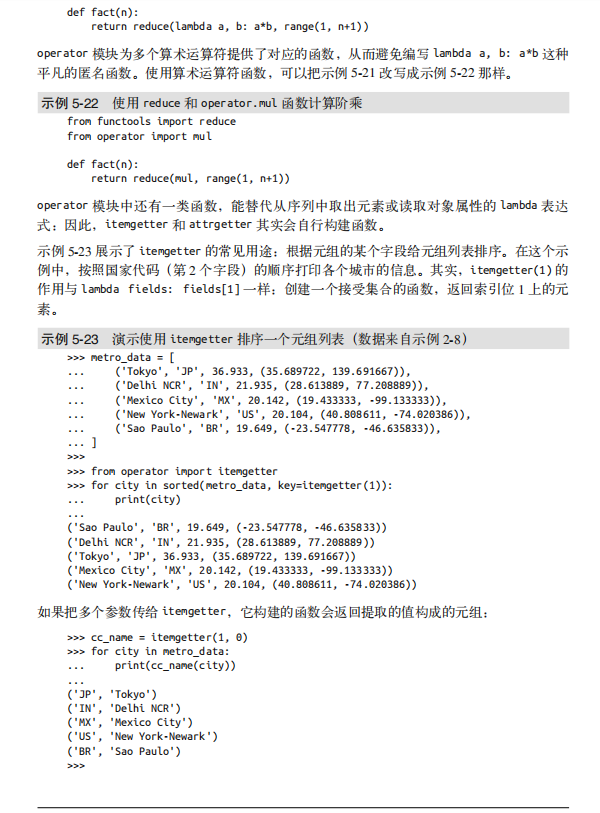 def fact(n):
    return reduce(lambda a, b: a*b, range(1, n+1))
operator 模块为多个算术运算符提供了对应的函数，从而避免编写 lambda a, b: a*b 这种
平凡的匿名函数。使用算术运算符函数，可以把示例 5-21 改写成示例 5-22 那样。
示例 5-22　使用 reduce 和 operator.mul 函数计算阶乘
from functools import reduce
from operator import mul
def fact(n):
    return reduce(mul, range(1, n+1))
operator 模块中还有一类函数，能替代从序列中取出元素或读取对象属性的 lambda 表达
式：因此，itemgetter 和 attrgetter 其实会自行构建函数。
示例 5-23 展示了 itemgetter 的常见用途：根据元组的某个字段给元组列表排序。在这个示
例中，按照国家代码（第 2 个字段）的顺序打印各个城市的信息。其实，itemgetter(1) 的
作用与 lambda fields: fields[1] 一样：创建一个接受集合的函数，返回索引位 1 上的元
素。
示例 5-23　演示使用 itemgetter 排序一个元组列表（数据来自示例 2-8）
>>> metro_data = [
...     ('Tokyo', 'JP', 36.933, (35.689722, 139.691667)),
...     ('Delhi NCR', 'IN', 21.935, (28.613889, 77.208889)),
...     ('Mexico City', 'MX', 20.142, (19.433333, -99.133333)),
...     ('New York-Newark', 'US', 20.104, (40.808611, -74.020386)),
...     ('Sao Paulo', 'BR', 19.649, (-23.547778, -46.635833)),
... ]
>>>
>>> from operator import itemgetter
>>> for city in sorted(metro_data, key=itemgetter(1)):
...     print(city)
...
('Sao Paulo', 'BR', 19.649, (-23.547778, -46.635833))
('Delhi NCR', 'IN', 21.935, (28.613889, 77.208889))
('Tokyo', 'JP', 36.933, (35.689722, 139.691667))
('Mexico City', 'MX', 20.142, (19.433333, -99.133333))
('New York-Newark', 'US', 20.104, (40.808611, -74.020386))
如果把多个参数传给 itemgetter，它构建的函数会返回提取的值构成的元组：
>>> cc_name = itemgetter(1, 0)
>>> for city in metro_data:
...     print(cc_name(city))
...
('JP', 'Tokyo')
('IN', 'Delhi NCR')
('MX', 'Mexico City')
('US', 'New York-Newark')
('BR', 'Sao Paulo')
>>>